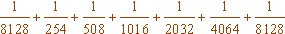 1/8128 + 1/254 + 1/508 + 1/1016 + 1/2032 + 1/4064 + 1/8128